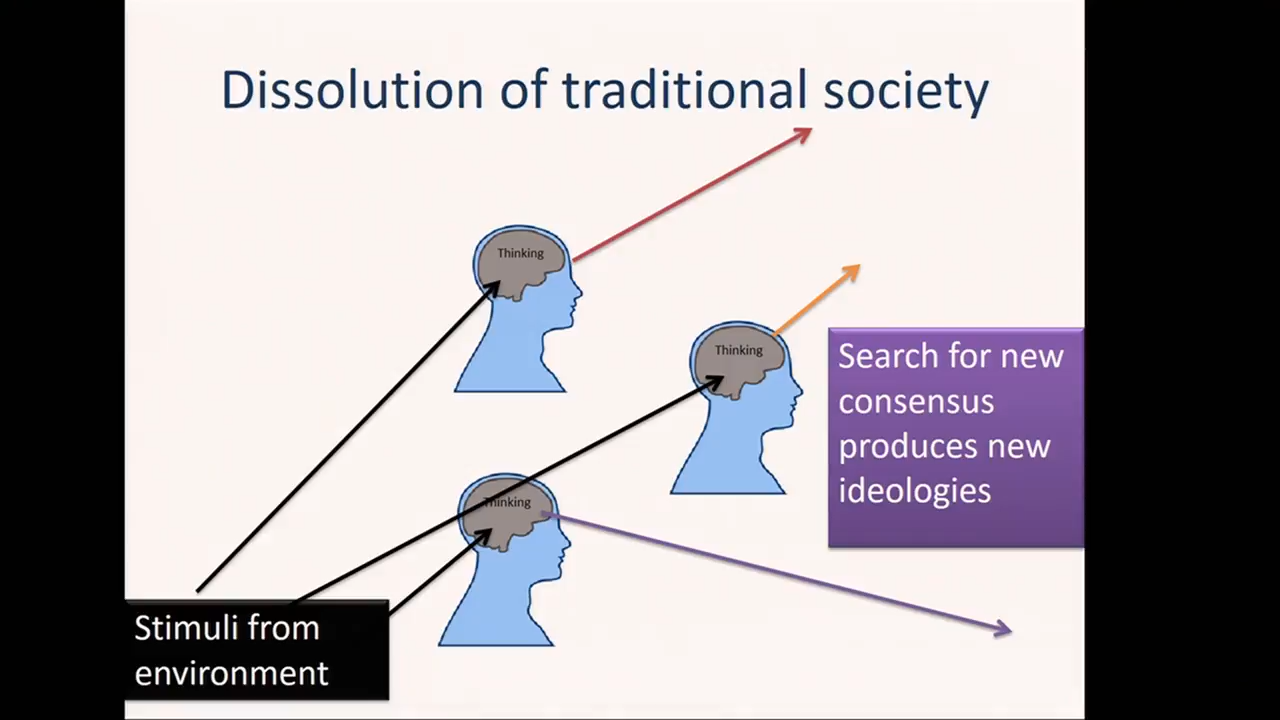 Dissolution of traditional society
Thinking
Thinking
Search for new
consensus
produces new
ideologies
Thinking
Stimuli from
environment